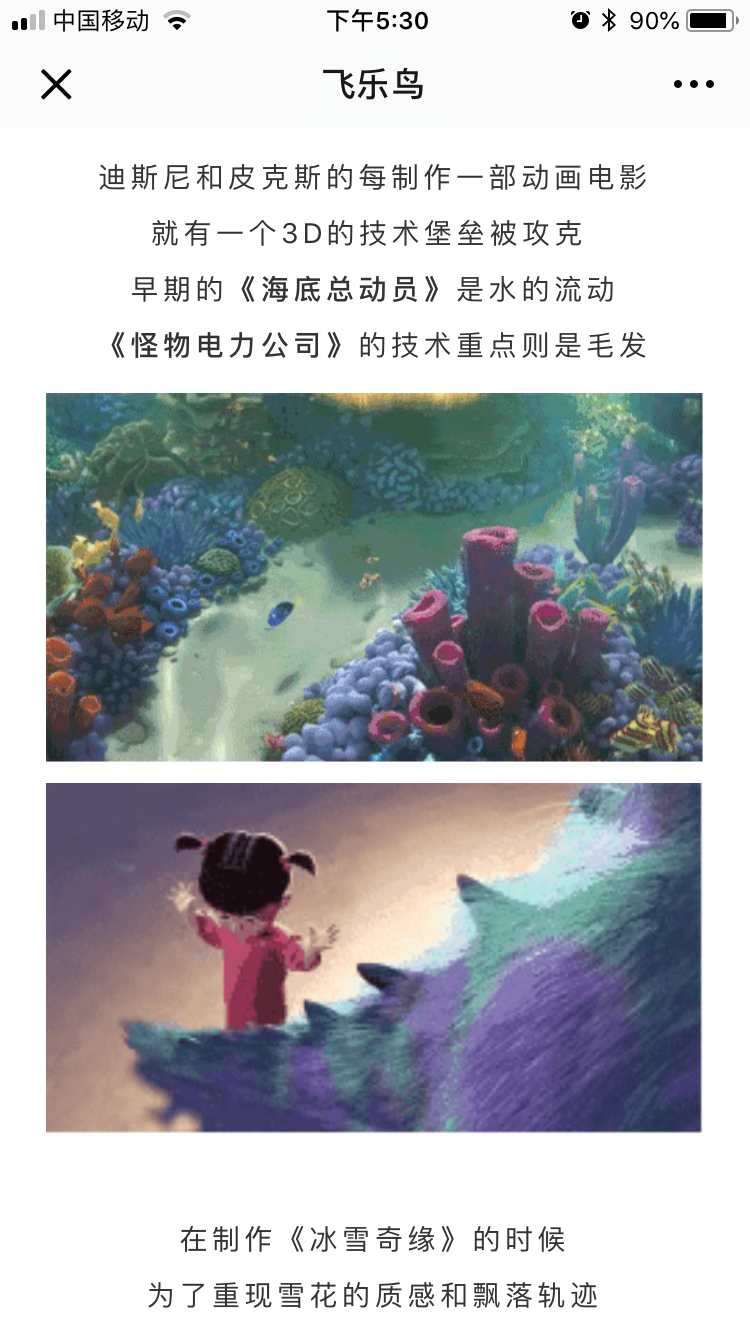 中国移动
下午5:30
90%
飞乐鸟
迪斯尼和皮克斯的每制作一部动画电影
就有一个3D的技术堡垒被攻克
早期的《海底总动员》是水的流动
《怪物电力公司》的技术重点则是毛发
在制作《冰雪奇缘》的时候
为了重现雪花的质感和飘落轨迹